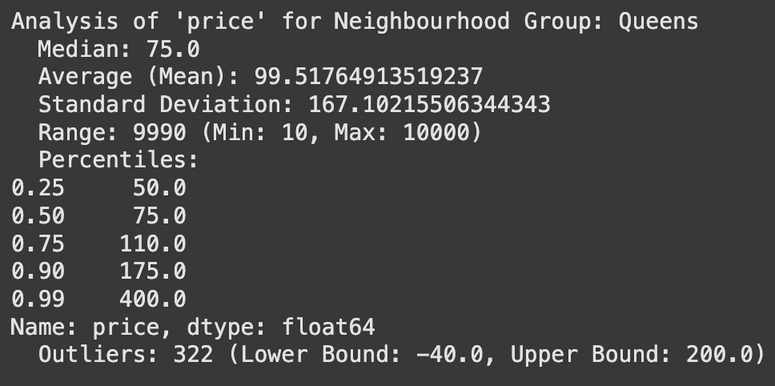 Analysis of 'price' for Neighbourhood Group: Queens
  Median: 75.0
  Average (Mean): 99.51764913519237
  Standard Deviation: 167.10215506344343
  Range: 9990 (Min: 10, Max: 10000)
  Percentiles:
0.25     50.0
0.50     75.0
0.75    110.0
0.90    175.0
0.99    400.0
Name: price, dtype: float64
  Outliers: 322 (Lower Bound: -40.0, Upper Bound: 200.0)